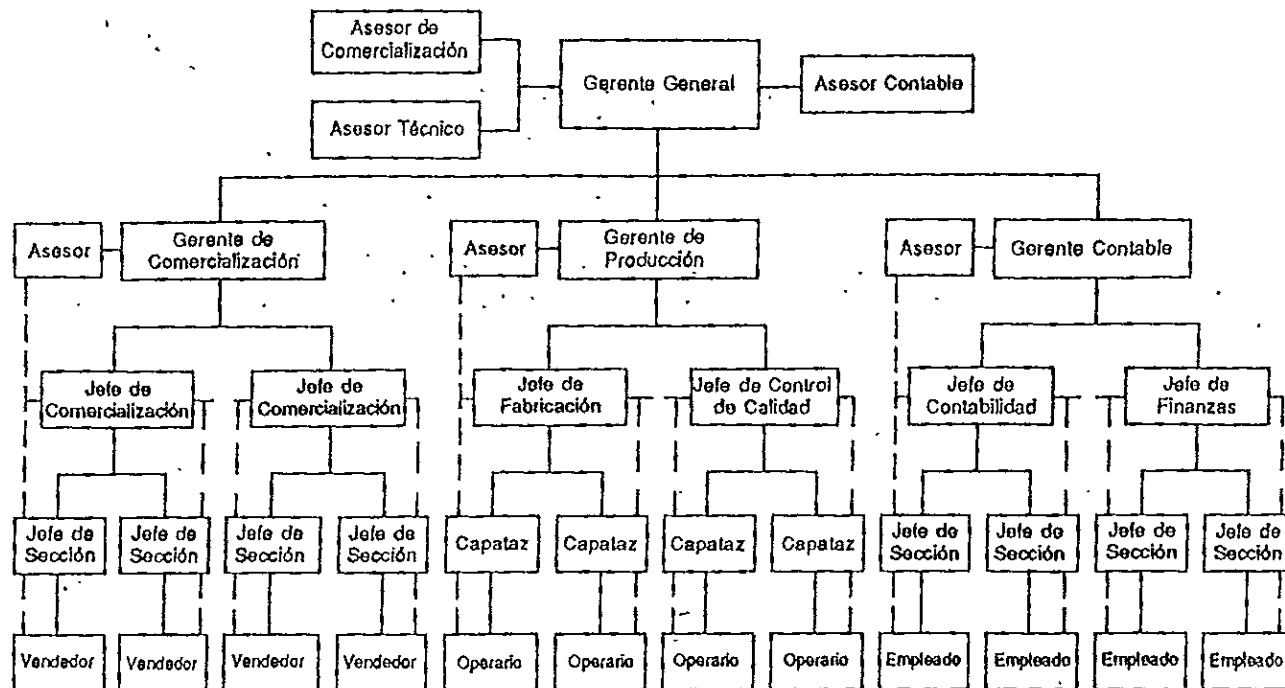 Asesor de
Comercialización
Gerente General
Asesor Contable
Asesor Técnico
Asesor
Gerente de
Comercialización
Asesor
Gerente de
Producción
Asesor
Gerente Contable
Jefe de
Comercialización
Jefe de
Comercialización
Jefe de
Fabricación
Jefe de Control
de Calidad
Jefe de
Contabilidad
Jefe de
Finanzas
Jefe de
Sección
Jefe de
Sección
Jefe de
Sección
Jefe de
Sección
Capataz
Capataz
Capataz
Capataz
Jefe de
Sección
Jefe de
Sección
Jefe de
Sección
Jefe de
Sección
Vendedor
Vendedor
Vendedor
Vendedor
Operario
Operario
Operario
Operario
Empleado
Empleado
Empleado
Empleado